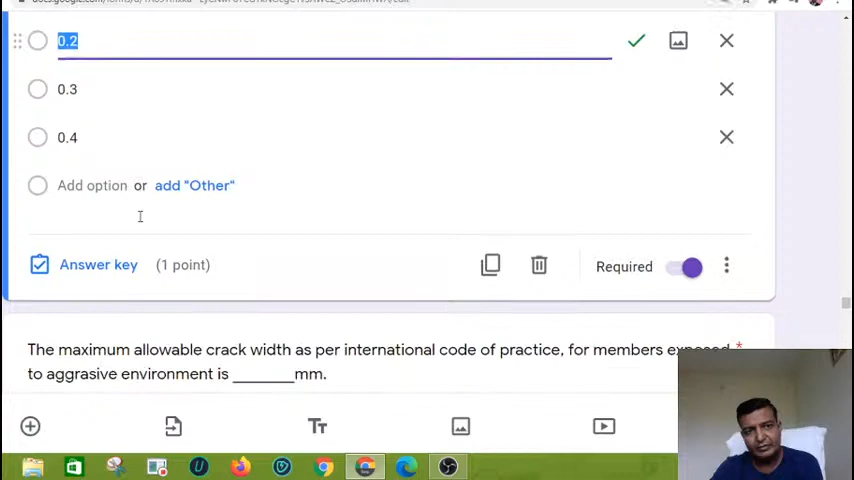 0.2
0.3
0.4
Add option or add "Other"
Answer key (1 point)
Required
The maximum allowable crack width as per international code of practice, for members exposed *
to aggrasive environment is ________mm.
Tт